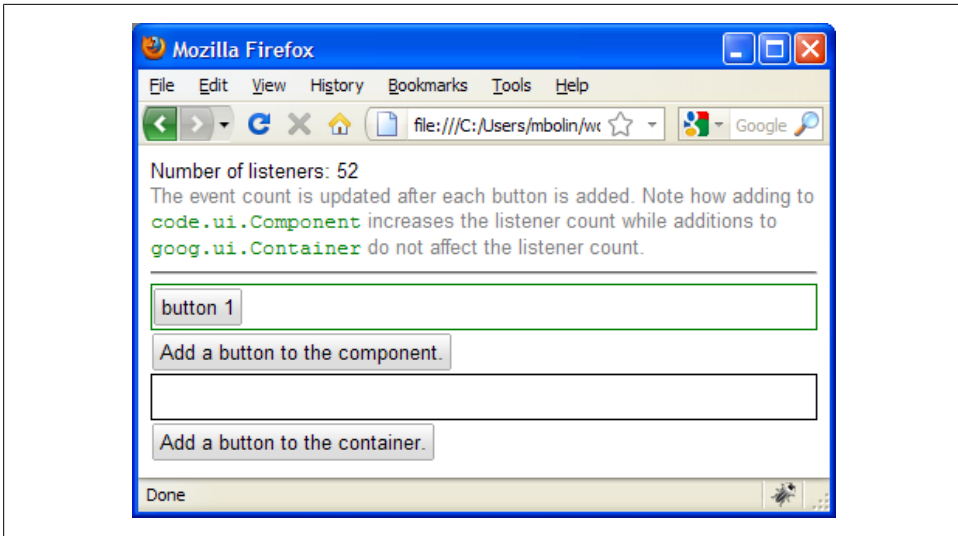 Mozilla Firefox
File Edit View History Bookmarks Tools Help
file:///C:/Users/mbolin/wo Google
Number of listeners: 52
The event count is updated after each button is added. Note how adding to
code.ui.Component increases the listener count while additions to
goog.ui.Container do not affect the listener count.
button 1
Add a button to the component.
Add a button to the container.
Done